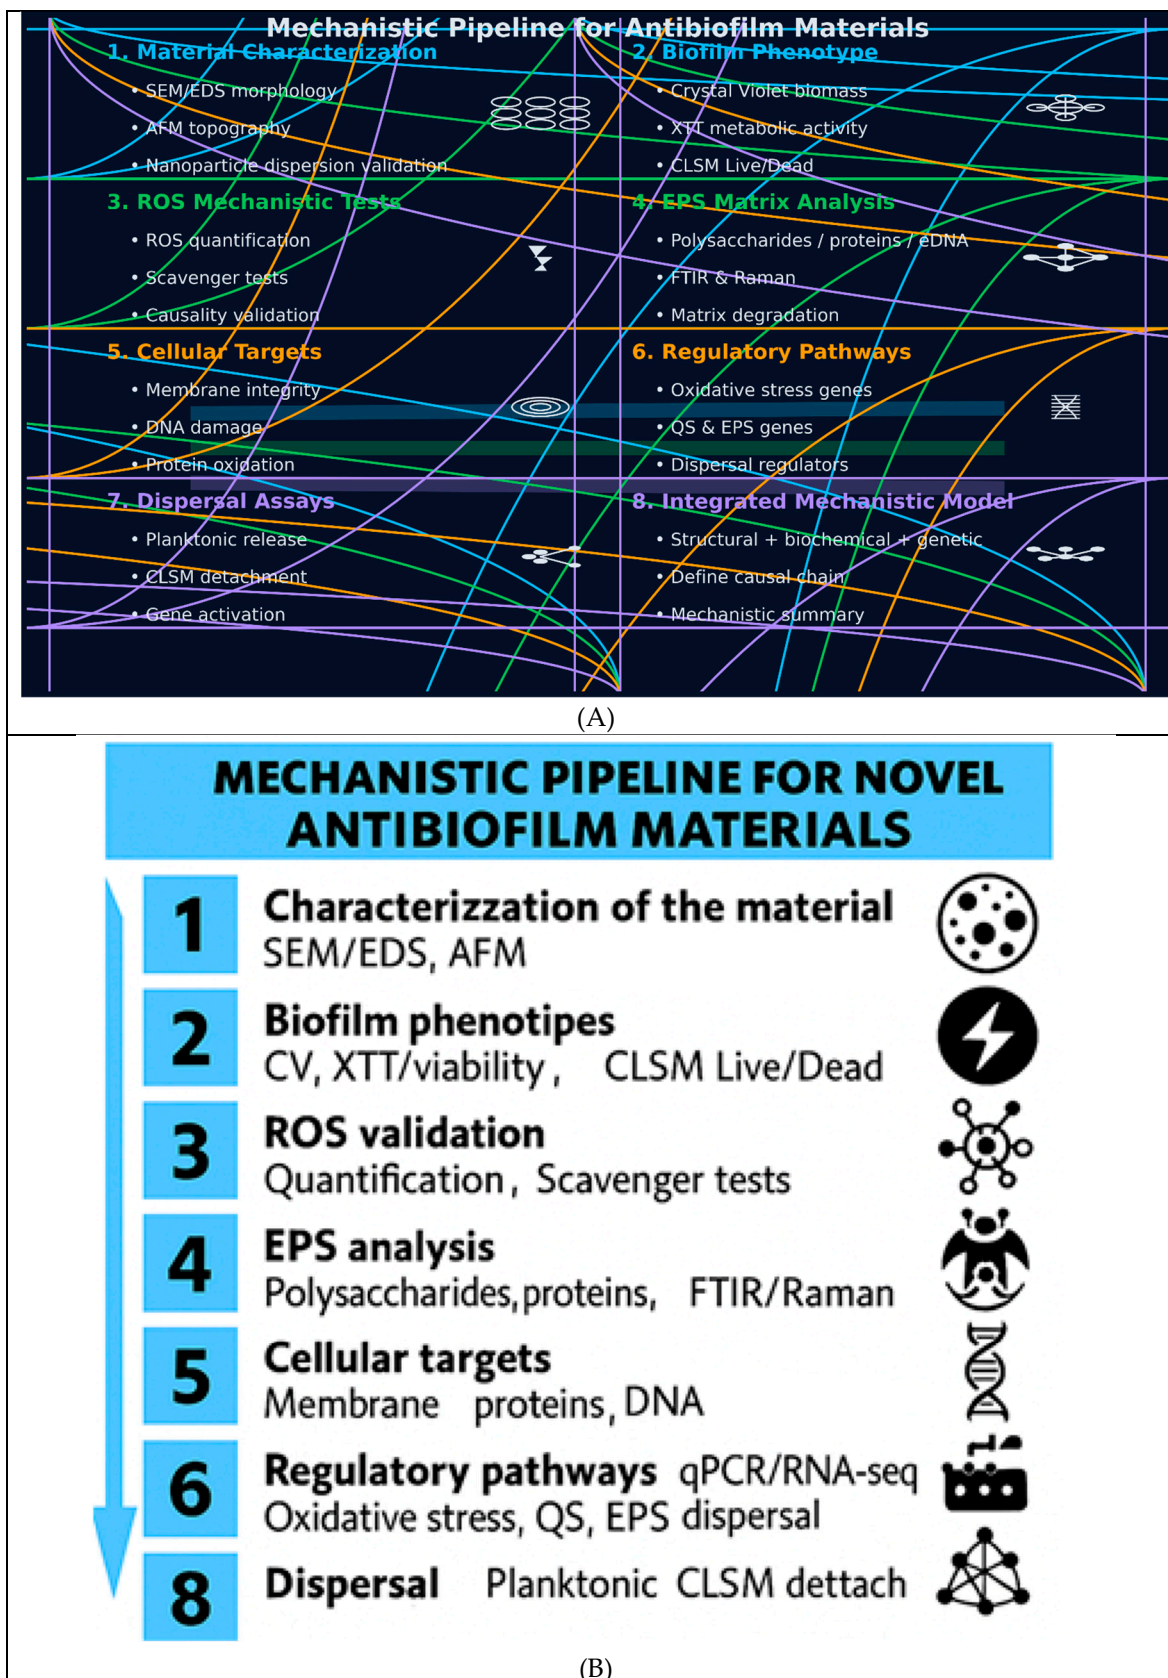 Mechanistic Pipeline for Antibiofilm Materials
1. Material Characterization
• SEM/EDS morphology
• AFM topography
• Nanoparticle dispersion validation
2. Biofilm Phenotype
• Crystal Violet biomass
• XTT metabolic activity
• CLSM Live/Dead
3. ROS Mechanistic Tests
• ROS quantification
• Scavenger tests
• Causality validation
4. EPS Matrix Analysis
• Polysaccharides / proteins / eDNA
• FTIR & Raman
• Matrix degradation
5. Cellular Targets
• Membrane integrity
• DNA damage
• Protein oxidation
6. Regulatory Pathways
• Oxidative stress genes
• QS & EPS genes
• Dispersal regulators
7. Dispersal Assays
• Planktonic release
• CLSM detachment
• Gene activation
8. Integrated Mechanistic Model
• Structural + biochemical + genetic
• Define causal chain
• Mechanistic summary
(A)
MECHANISTIC PIPELINE FOR NOVEL
ANTIBIOFILM MATERIALS
1 Characterizzation of the material
SEM/EDS, AFM
2 Biofilm phenotipes
CV, XTT/viability, CLSM Live/Dead
3 ROS validation
Quantification, Scavenger tests
4 EPS analysis
Polysaccharides, proteins, FTIR/Raman
5 Cellular targets
Membrane proteins, DNA
6 Regulatory pathways qPCR/RNA-seq
Oxidative stress, QS, EPS dispersal
8 Dispersal Planktonic CLSM dettach
(B)